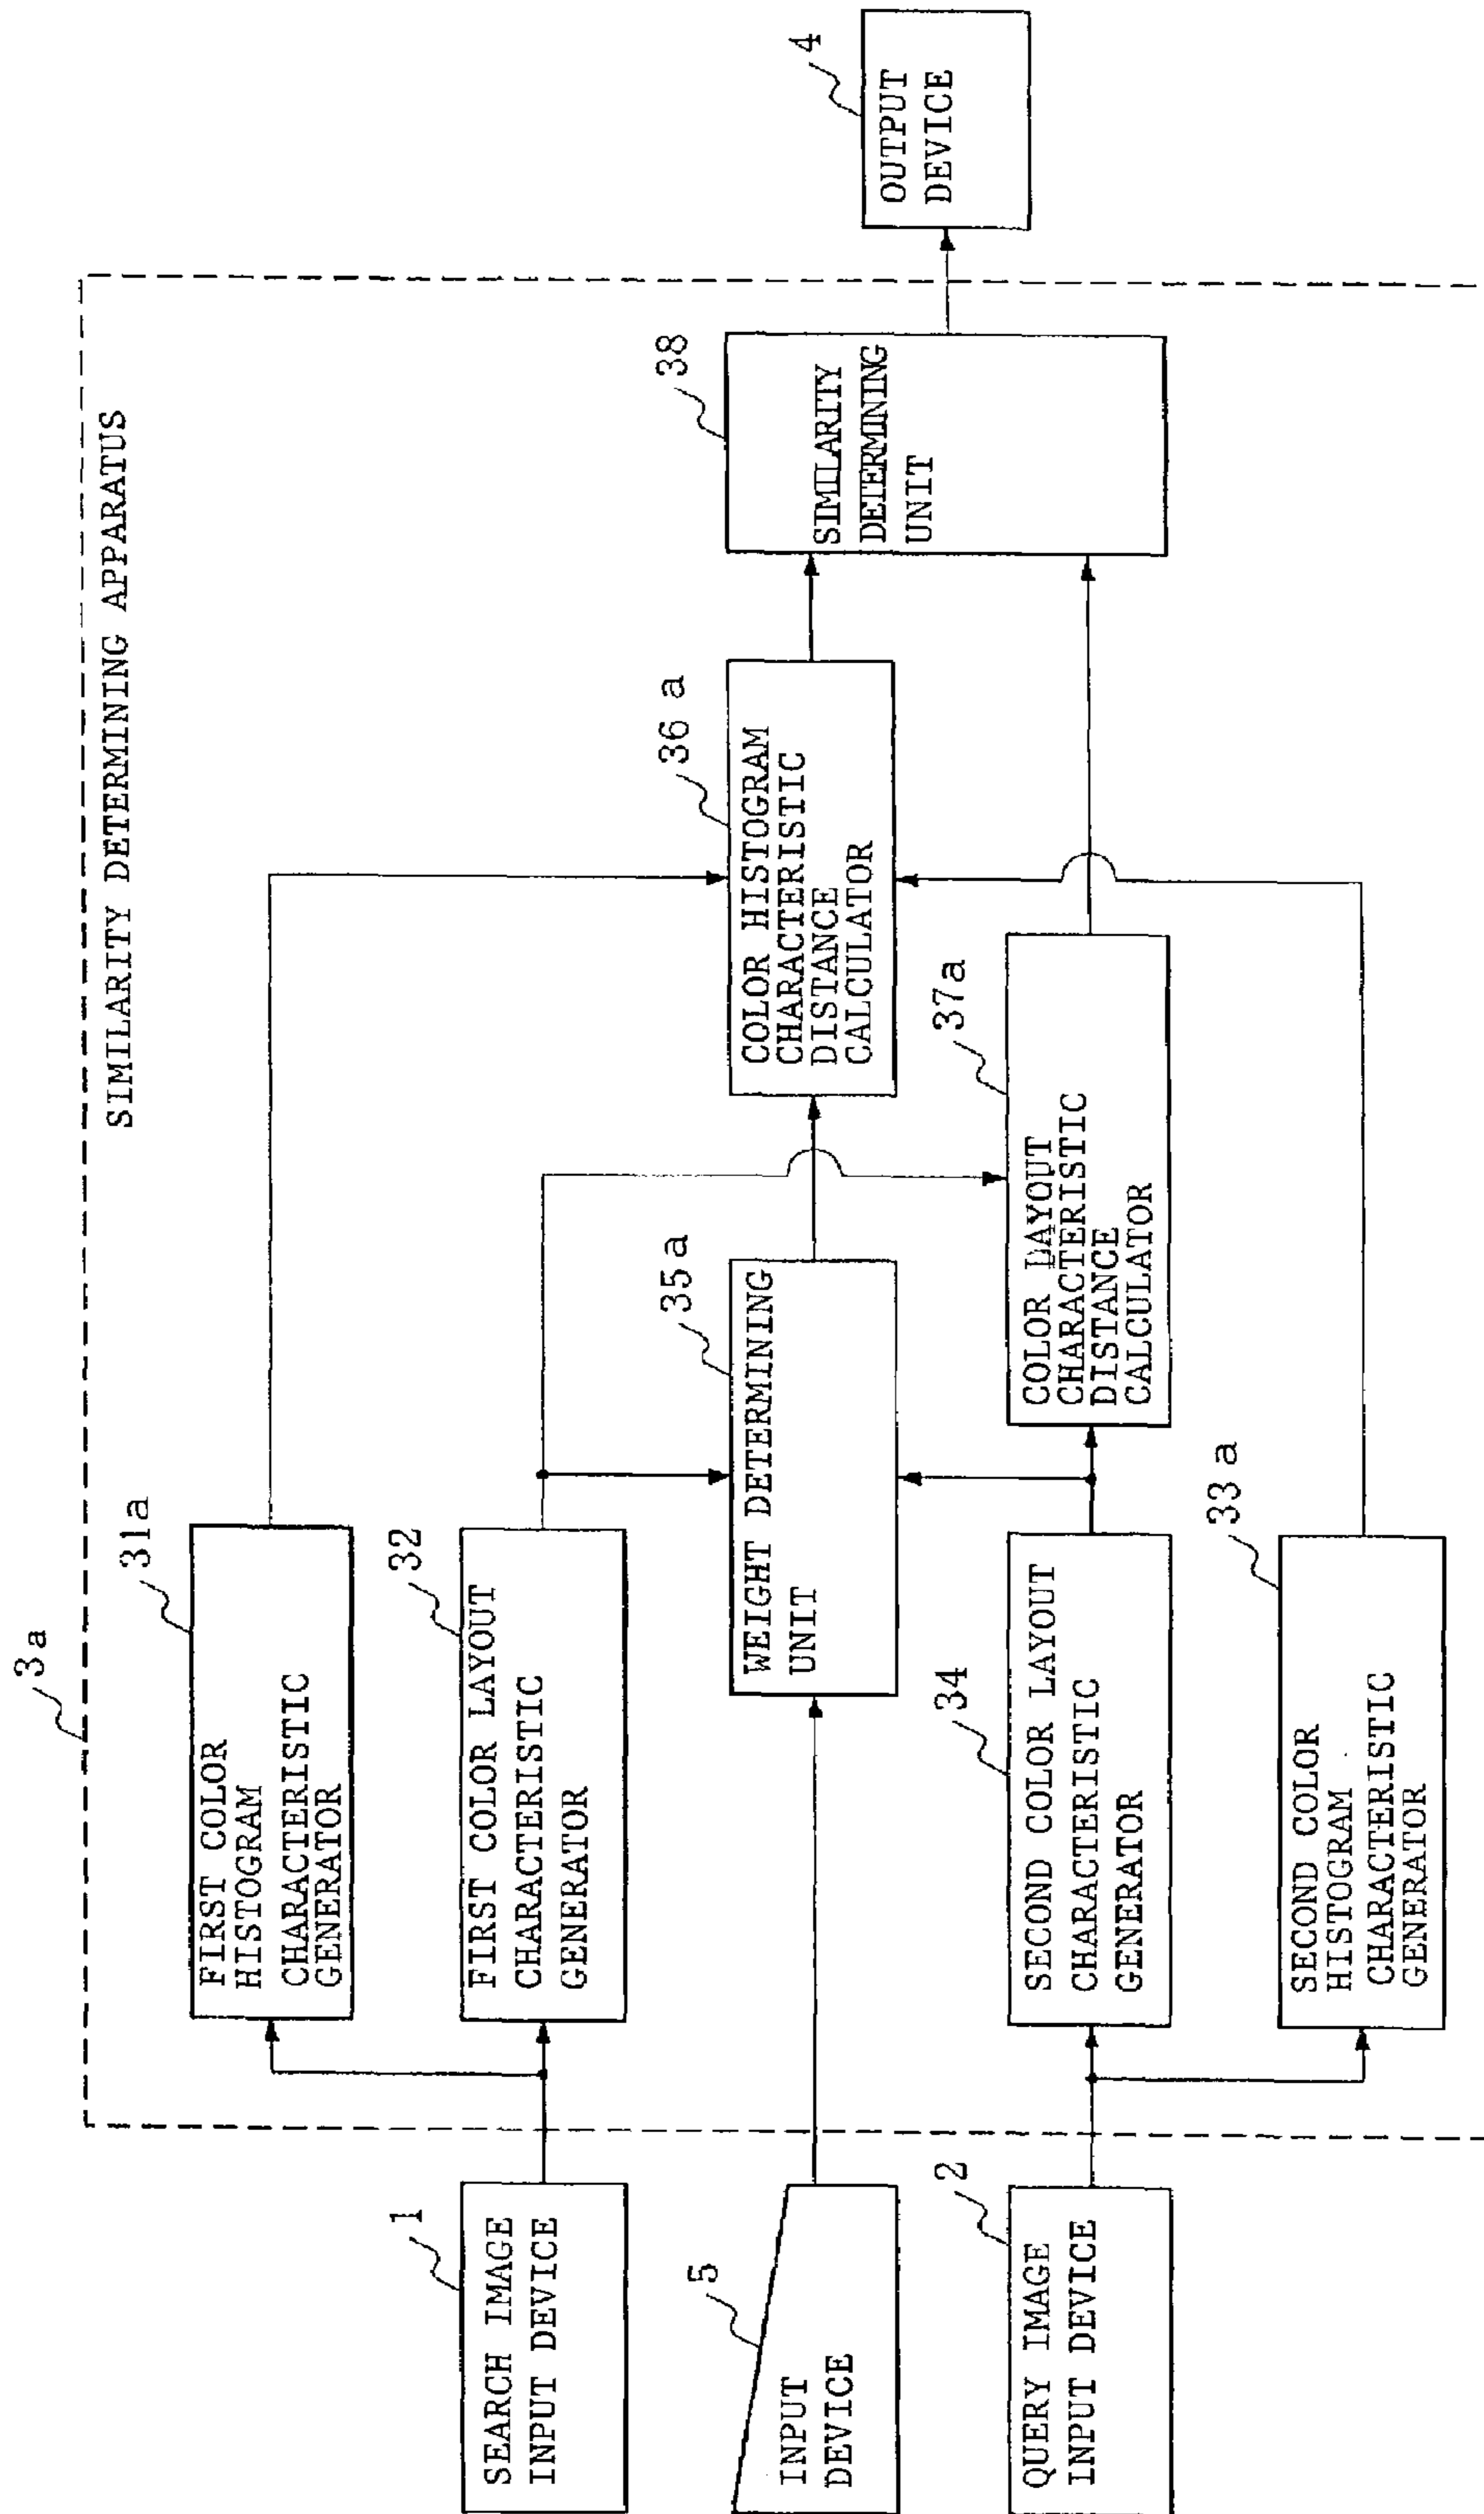 3a
SIMILARITY DETERMINING APPARATUS
1
SEARCH IMAGE
INPUT DEVICE
5
INPUT
DEVICE
2
QUERY IMAGE
INPUT DEVICE
31a
FIRST COLOR
HISTOGRAM
CHARACTERISTIC
GENERATOR
32
FIRST COLOR LAYOUT
CHARACTERISTIC
GENERATOR
35a
WEIGHT DETERMINING
UNIT
34
SECOND COLOR LAYOUT
CHARACTERISTIC
GENERATOR
33a
SECOND COLOR
HISTOGRAM
CHARACTERISTIC
GENERATOR
36a
COLOR HISTOGRAM
CHARACTERISTIC
DISTANCE
CALCULATOR
37a
COLOR LAYOUT
CHARACTERISTIC
DISTANCE
CALCULATOR
38
SIMILARITY
DETERMINING
UNIT
4
OUTPUT
DEVICE